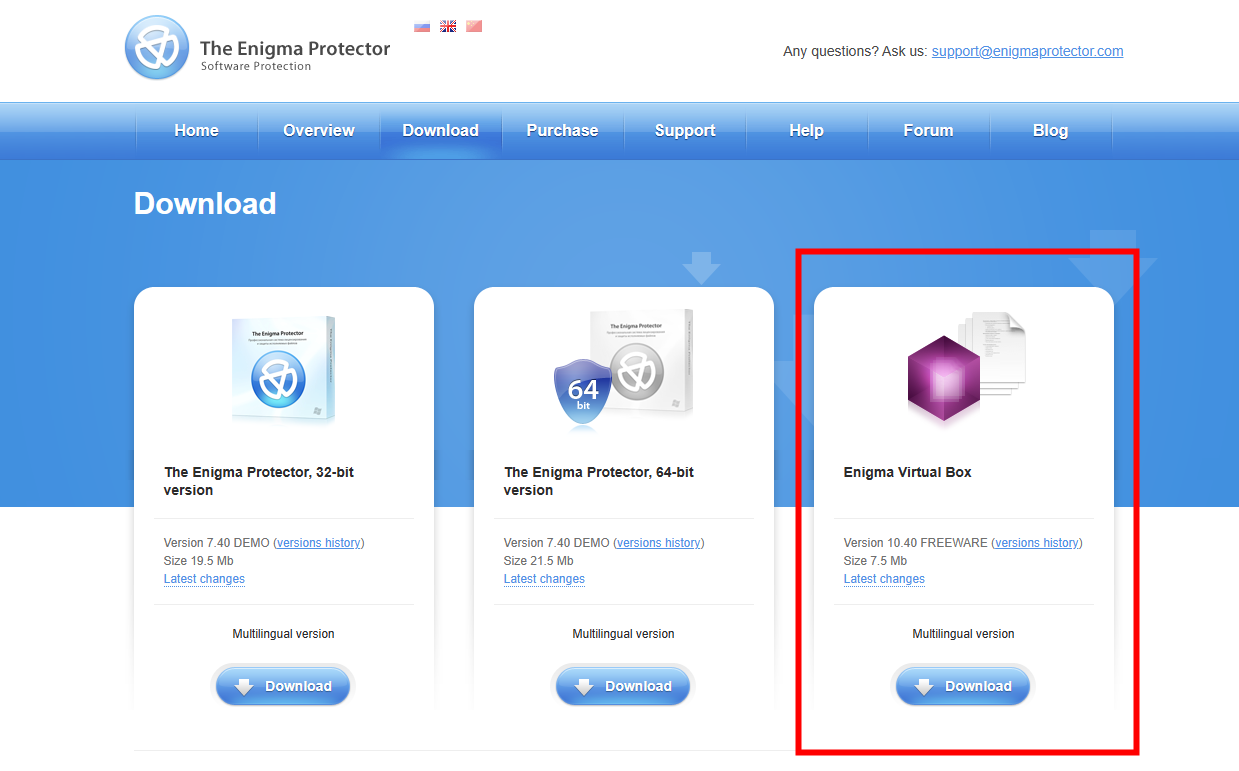 The Enigma Protector
Software Protection
Any questions? Ask us: support@enigmaprotector.com
Home
Overview
Download
Purchase
Support
Help
Forum
Blog
Download
The Enigma Protector
The Enigma Protector, 32-bit
version
Version 7.40 DEMO (versions history)
Size 19.5 Mb
Latest changes
Multilingual version
Download
The Enigma Protector
64
bit
The Enigma Protector, 64-bit
version
Version 7.40 DEMO (versions history)
Size 21.5 Mb
Latest changes
Multilingual version
Download
Enigma Virtual Box
Version 10.40 FREEWARE (versions history)
Size 7.5 Mb
Latest changes
Multilingual version
Download